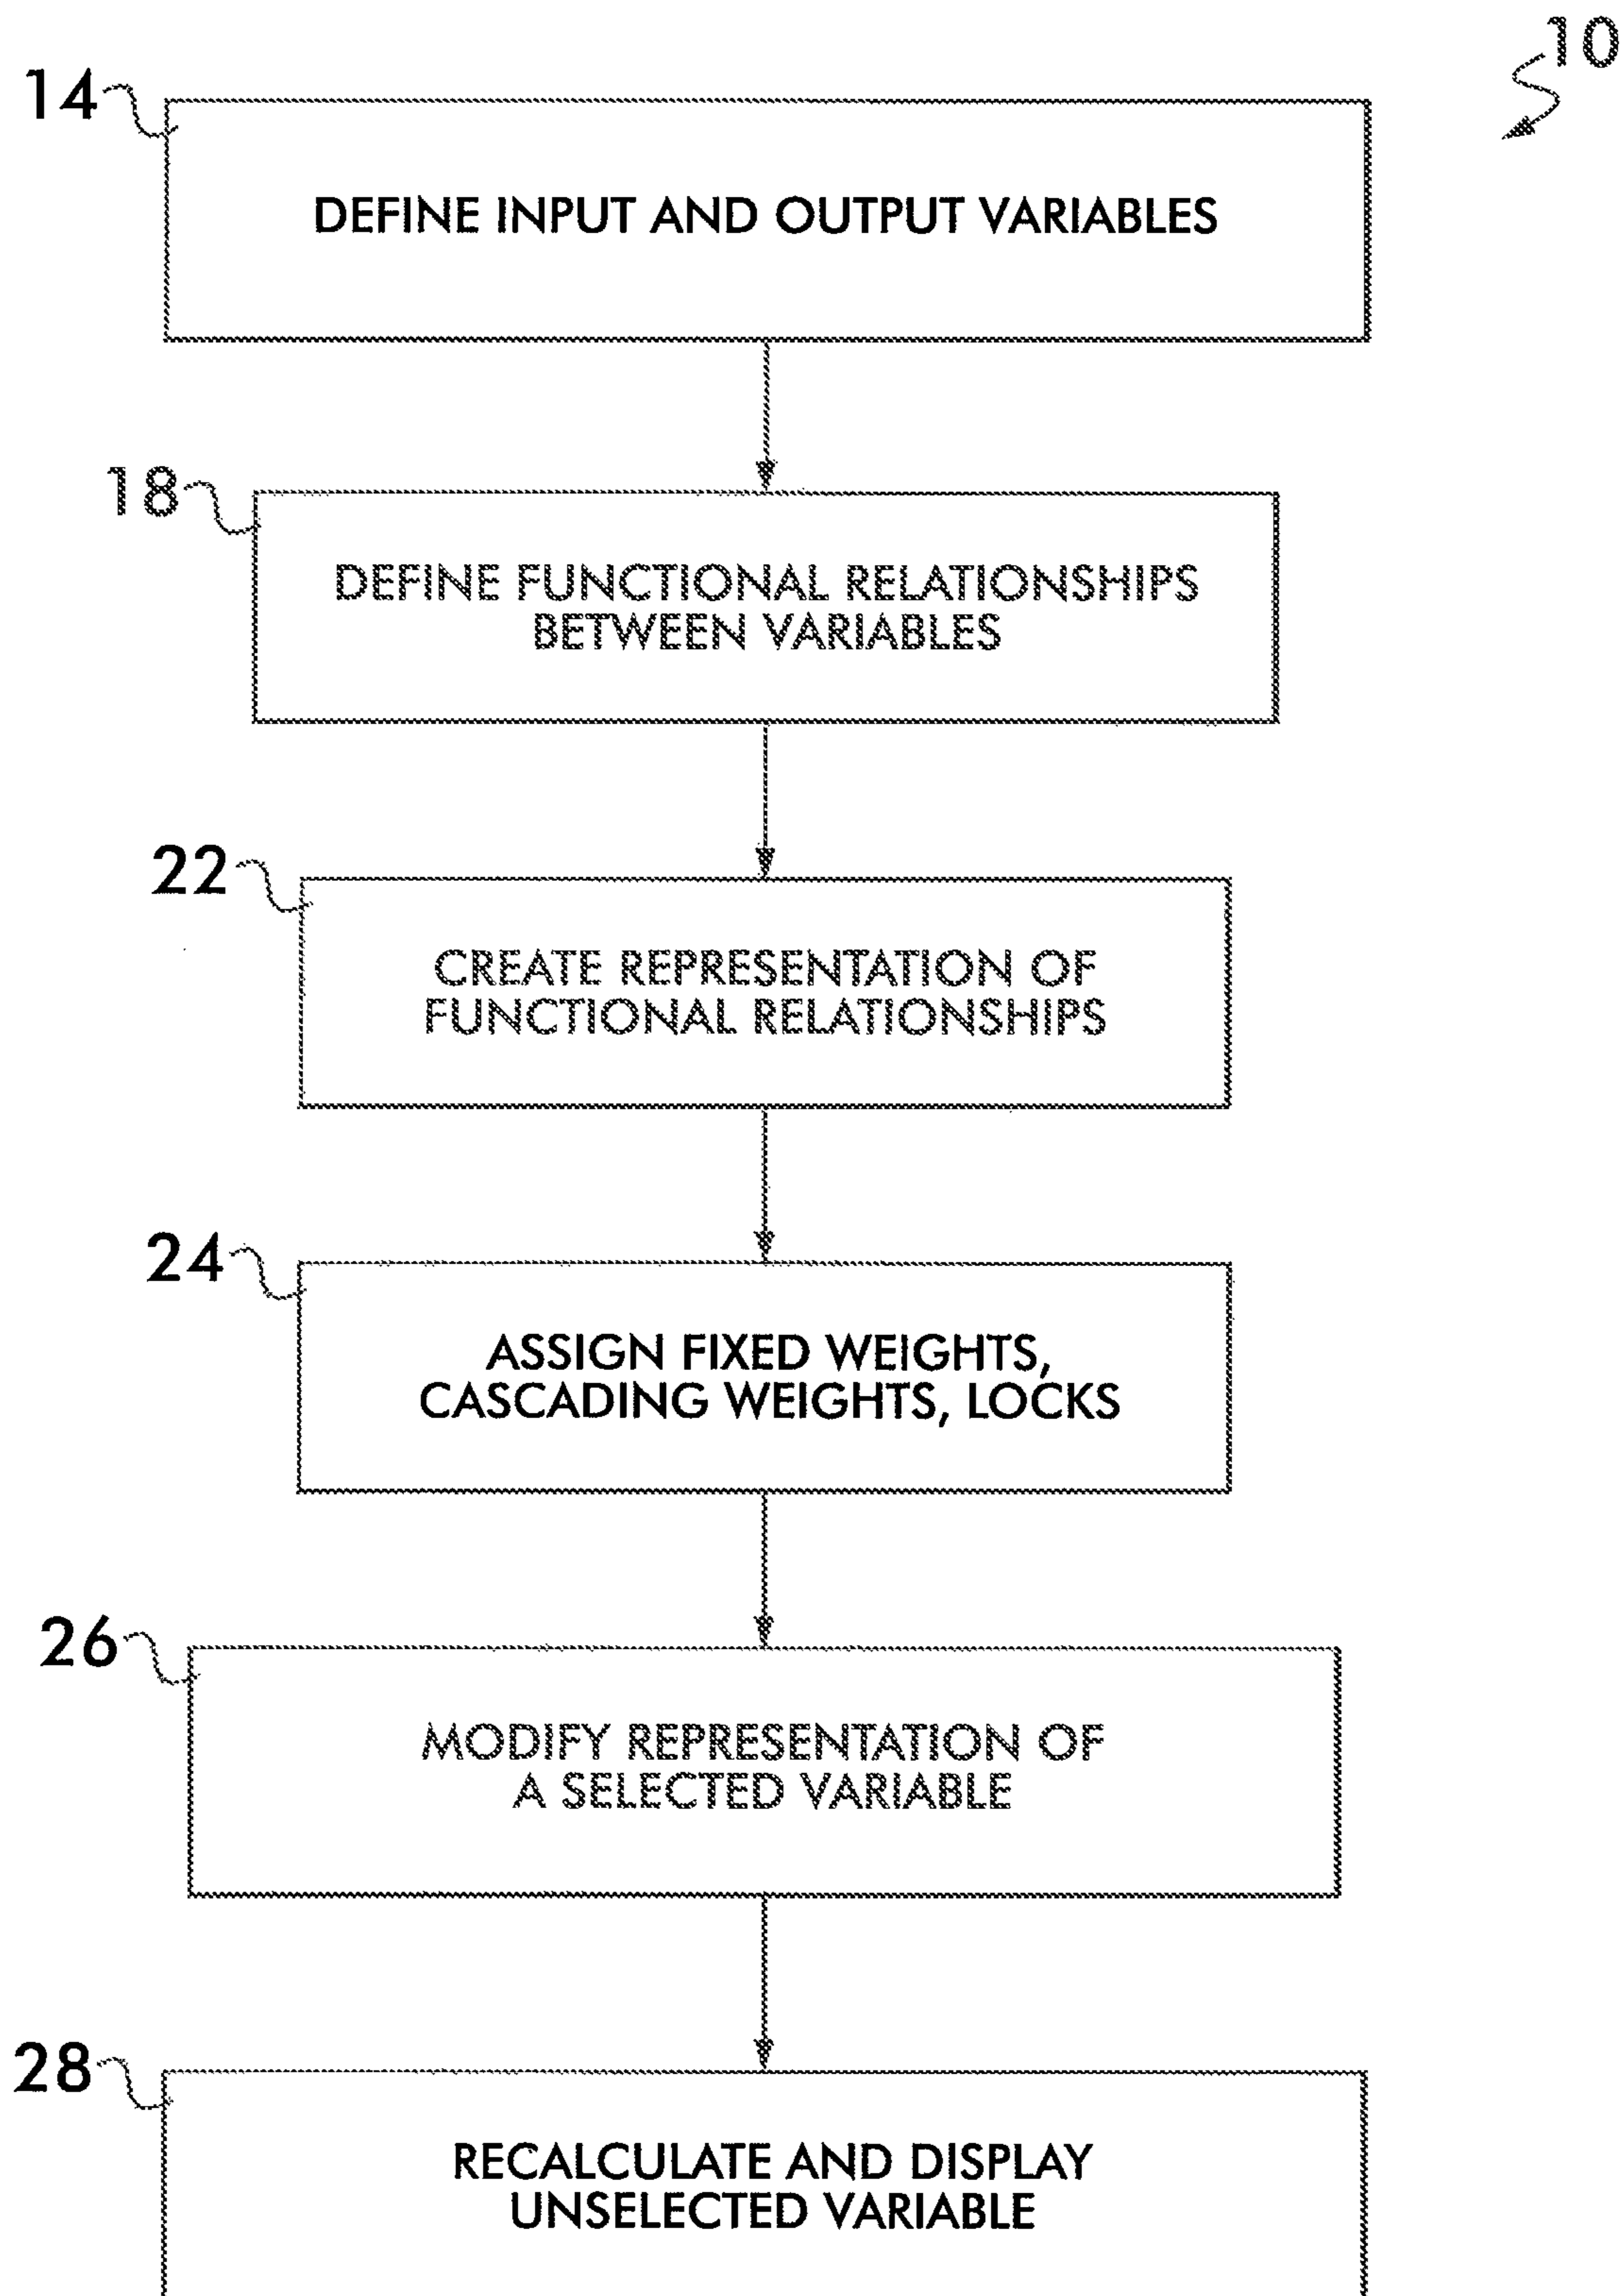 10
14
DEFINE INPUT AND OUTPUT VARIABLES
18
DEFINE FUNCTIONAL RELATIONSHIPS
BETWEEN VARIABLES
22
CREATE REPRESENTATION OF
FUNCTIONAL RELATIONSHIPS
24
ASSIGN FIXED WEIGHTS,
CASCADING WEIGHTS, LOCKS
26
MODIFY REPRESENTATION OF
A SELECTED VARIABLE
28
RECALCULATE AND DISPLAY
UNSELECTED VARIABLE